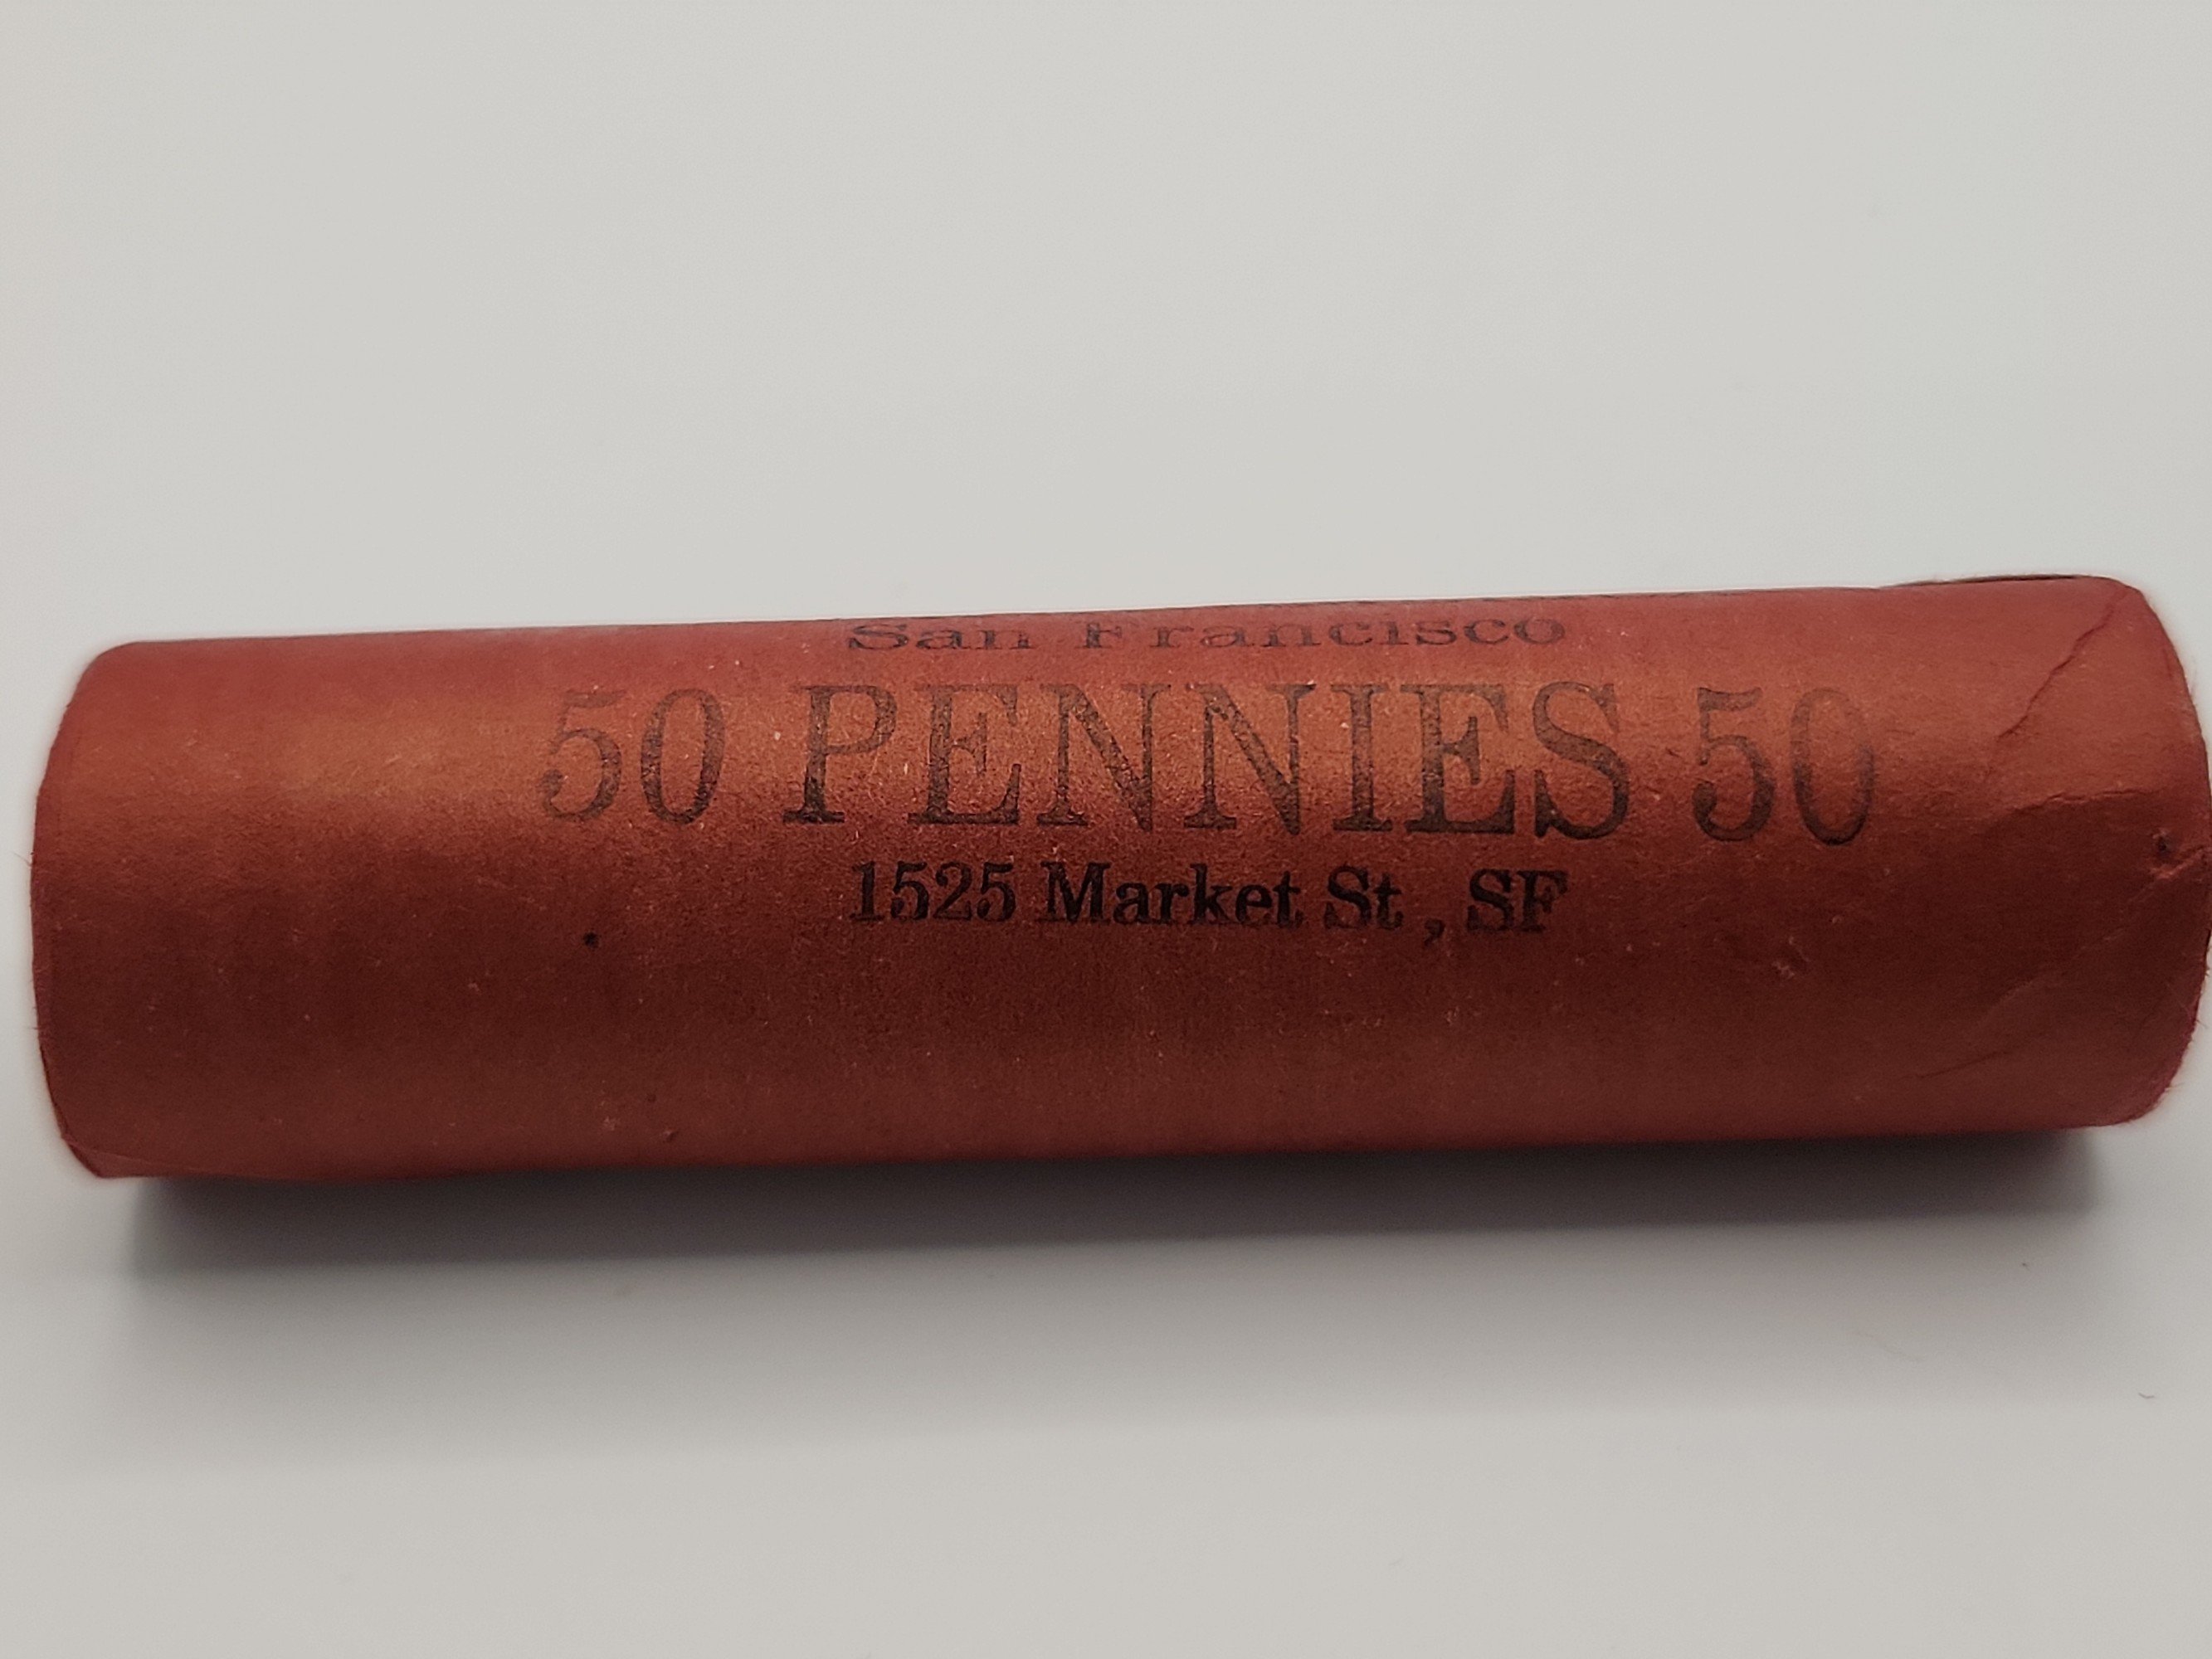 San Francisco
50 PENNIES 50
1525 Market St , SF